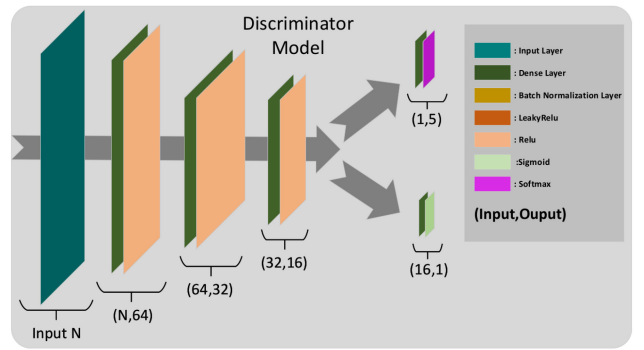 Discriminator
Model
: Input Layer
: Dense Layer
: Batch Normalization Layer
: LeakyRelu
: Relu
:Sigmoid
: Softmax
(Input,Ouput)
(1,5)
(16,1)
(32,16)
(64,32)
(N,64)
Input N